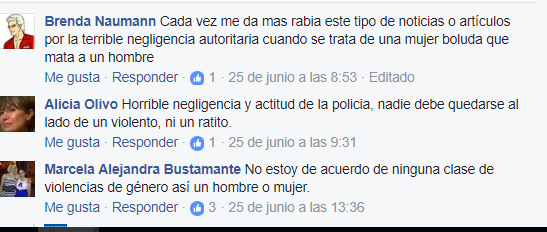 Brenda Naumann Cada vez me da mas rabia este tipo de noticias o artículos
por la terrible negligencia autoritaria cuando se trata de una mujer boluda que
mata a un hombre
Me gusta · Responder · 1 · 25 de junio a las 8:53 · Editado
Alicia Olivo Horrible negligencia y actitud de la policia, nadie debe quedarse al
lado de un violento, ni un ratito.
Me gusta · Responder · 1 · 25 de junio a las 9:31
Marcela Alejandra Bustamante No estoy de acuerdo de ninguna clase de
violencias de género así un hombre o mujer.
Me gusta · Responder · 3 · 25 de junio a las 13:36